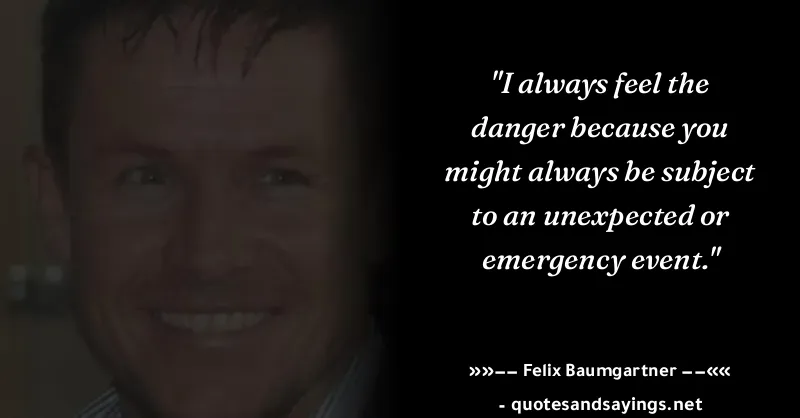 "I always feel the
danger because you
might always be subject
to an unexpected or
emergency event."
»»−− Felix Baumgartner −−««
- quotesandsayings.net